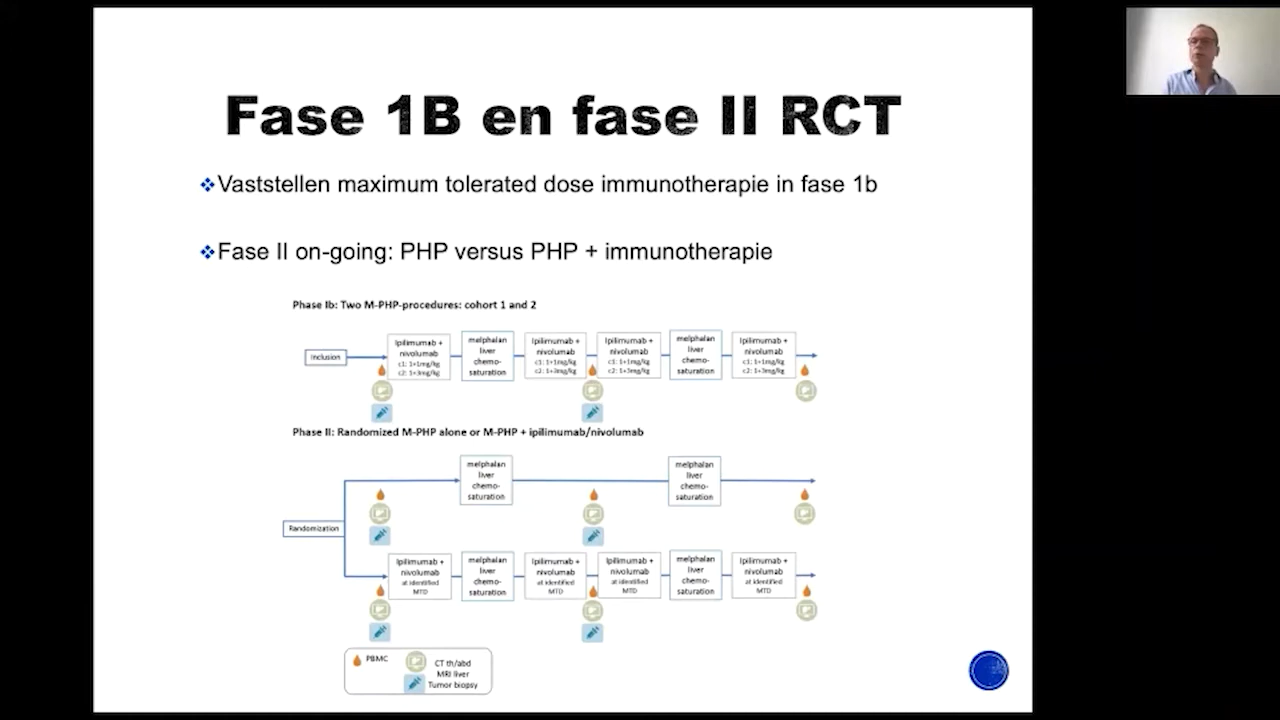 Fase 1B en fase II RCT
❖Vaststellen maximum tolerated dose immunotherapie in fase 1b
❖Fase II on-going: PHP versus PHP + immunotherapie
Phase Ib: Two M-PHP-procedures: cohort 1 and 2
Inclusion
Ipilimumab +
nivolumab
c1: 1+1mg/kg
c2: 1+3mg/kg
melphalan
liver
chemo-
saturation
Ipilimumab +
nivolumab
c1: 1+1mg/kg
c2: 1+3mg/kg
Ipilimumab +
nivolumab
c1: 1+1mg/kg
c2: 1+3mg/kg
melphalan
liver
chemo-
saturation
Ipilimumab +
nivolumab
c1: 1+1mg/kg
c2: 1+3mg/kg
Phase II: Randomized M-PHP alone or M-PHP + ipilimumab/nivolumab
melphalan
liver
chemo-
saturation
melphalan
liver
chemo-
saturation
Randomization
Ipilimumab +
nivolumab
at identified
MTD
melphalan
liver
chemo-
saturation
Ipilimumab +
nivolumab
at identified
MTD
Ipilimumab +
nivolumab
at identified
MTD
melphalan
liver
chemo-
saturation
Ipilimumab +
nivolumab
at identified
MTD
PBMC
CT th/abd
MRI liver
Tumor biopsy